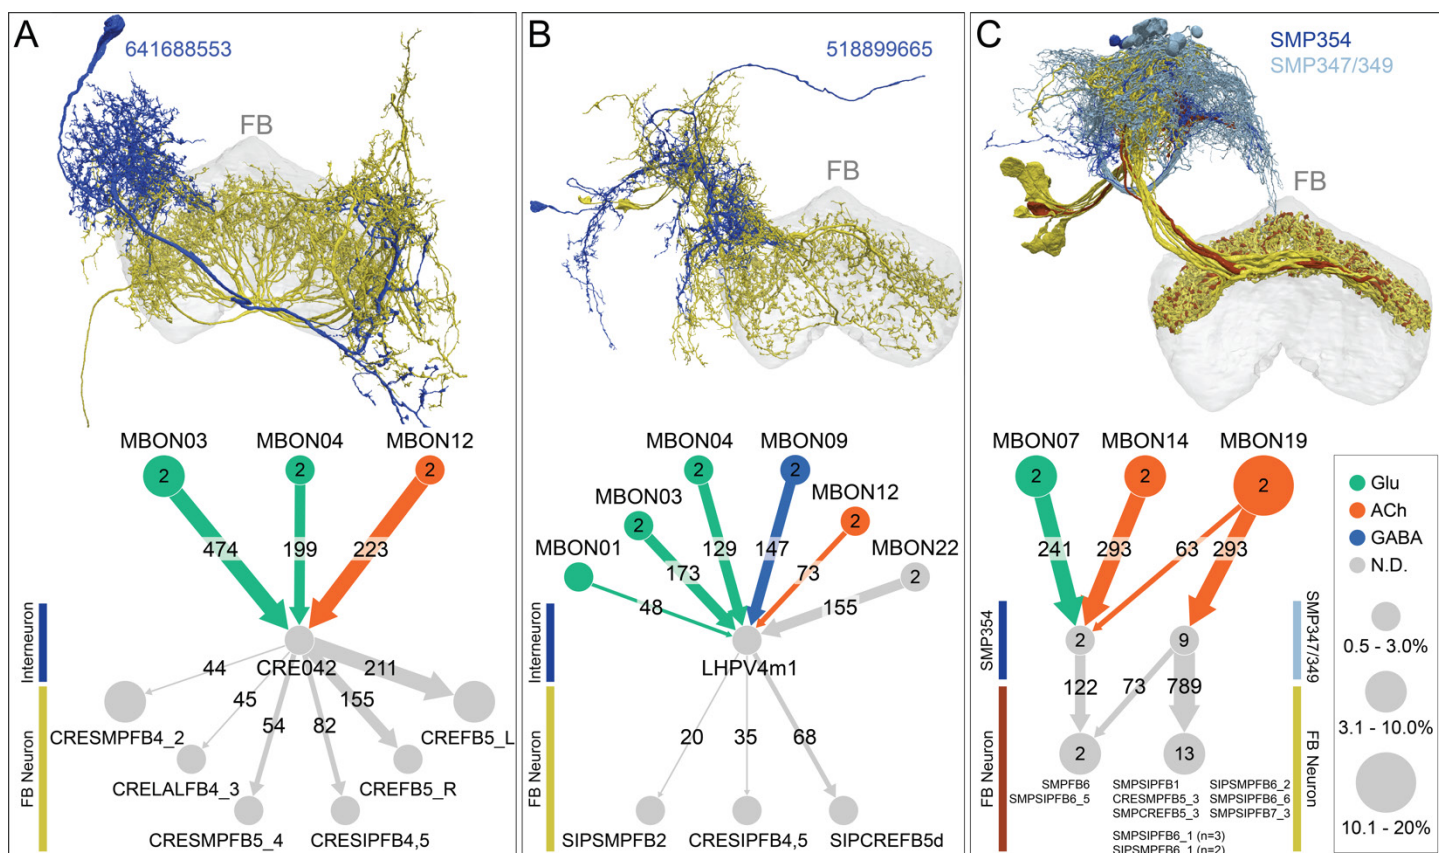 A
641688553
FB
MBON03
MBON04
MBON12
2
2
2
474
199
223
CRE042
Interneuron
FB Neuron
44
45
54
82
155
211
CRESMPFB4_2
CREFB5_L
CRELALFB4_3
CREFB5_R
CRESMPFB5_4
CRESIPFB4,5
B
518899665
FB
MBON04
MBON09
2
2
MBON03
MBON12
2
2
MBON01
MBON22
2
129
147
173
73
48
155
LHPV4m1
Interneuron
FB Neuron
20
35
68
SIPSMPFB2
CRESIPFB4,5
SIPCREFB5d
C
SMP354
SMP347/349
FB
MBON07
MBON14
MBON19
2
2
2
241
293
63
293
SMP354
SMP347/349
2
9
122
73
789
FB Neuron
FB Neuron
2
13
SMPFB6
SMPSIPFB6_5
SMPSIPFB1
CRESMPFB5_3
SMPCREFB5_3
SIPSMPFB6_2
SMPSIPFB6_6
SMPSIPFB7_3
SMPSIPFB6_1 (n=3)
SIPSMPFB6_1 (n=2)
Glu
ACh
GABA
N.D.
0.5 - 3.0%
3.1 - 10.0%
10.1 - 20%